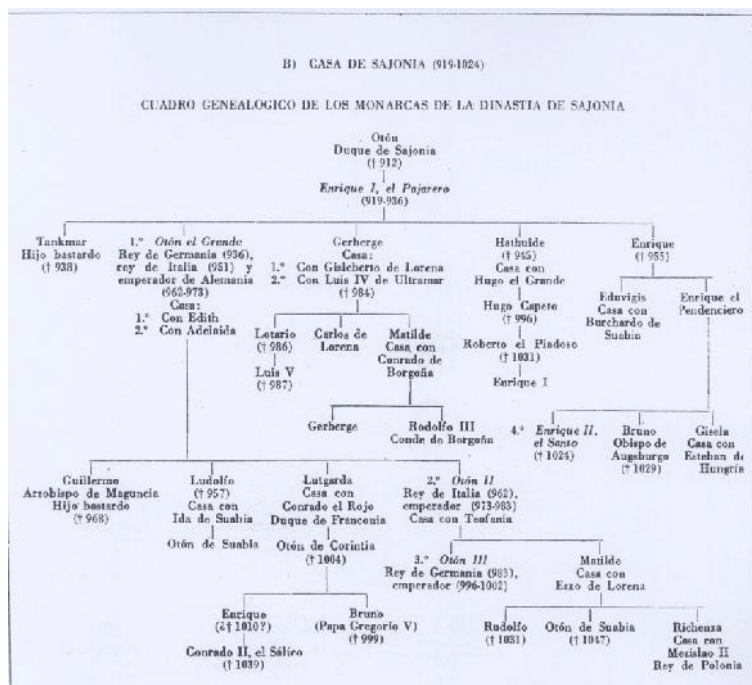 B) CASA DE SAJONIA (919-1024)
CUADRO GENEALOGICO DE LOS MONARCAS DE LA DINASTIA DE SAJONIA
Otón
Duque de Sajonia
(† 912)
Enrique I, el Pajarero
(919-936)
Tankmar
Hijo bastardo
(† 938)
1.º Otón el Grande
Rey de Germania (936),
rey de Italia (951) y
emperador de Alemania
(962-973)
Casa:
1.º Con Edith
2.º Con Adelaida
Gerberge
Casa:
1.º Con Gisleberto de Lorena
2.º Con Luis IV de Ultramar
(† 984)
Hathuide
(† 945)
Casa con
Hugo el Grande
Hugo Capeto
(† 996)
Roberto el Piadoso
(† 1031)
Enrique I
Enrique
(† 955)
Eduvigis
Casa con
Burchardo de
Suabia
Enrique el
Pendenciero
Lotario
(† 986)
Luis V
(† 987)
Carlos de
Lorena
Matilde
Casa con
Conrado de
Borgoña
Gerberge
Rodolfo III
Conde de Borgoña
4.º Enrique II,
el Santo
(† 1024)
Bruno
Obispo de
Augsburgo
(† 1029)
Gisela
Casa con
Esteban de
Hungría
Guillermo
Arzobispo de Maguncia
Hijo bastardo
(† 968)
Ludolfo
(† 957)
Casa con
Ida de Suabia
Otón de Suabia
Lutgarda
Casa con
Conrado el Rojo
Duque de Franconia
Otón de Corintia
(† 1004)
2.º Otón II
Rey de Italia (962),
emperador (973-983)
Casa con Teofania
3.º Otón III
Rey de Germania (983),
emperador (996-1002)
Matilde
Casa con
Ezzo de Lorena
Enrique
(¿† 1010?)
Conrado II, el Sálico
(† 1039)
Bruno
(Papa Gregorio V)
(† 999)
Rudolfo
(† 1031)
Otón de Suabia
(† 1047)
Richenza
Casa con
Mezislao II
Rey de Polonia